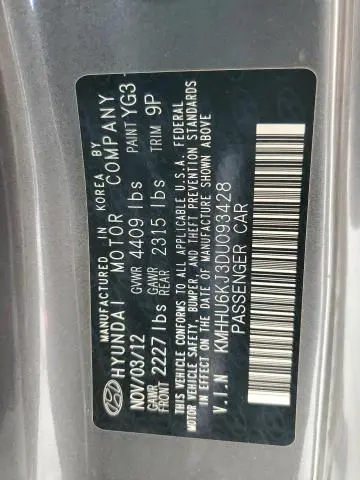 MANUFACTURED IN KOREA BY
HYUNDAI MOTOR COMPANY
NOV/03/12 GVWR 4409 lbs PAINT YG3
GAWR FRONT 2227 lbs GAWR REAR 2315 lbs TRIM 9P
THIS VEHICLE CONFORMS TO ALL APPLICABLE U.S.A. FEDERAL
MOTOR VEHICLE SAFETY, BUMPER, AND THEFT PREVENTION STANDARDS
IN EFFECT ON THE DATE OF MANUFACTURE SHOWN ABOVE
V.I.N KMHHU6KJ3DU093428
PASSENGER CAR